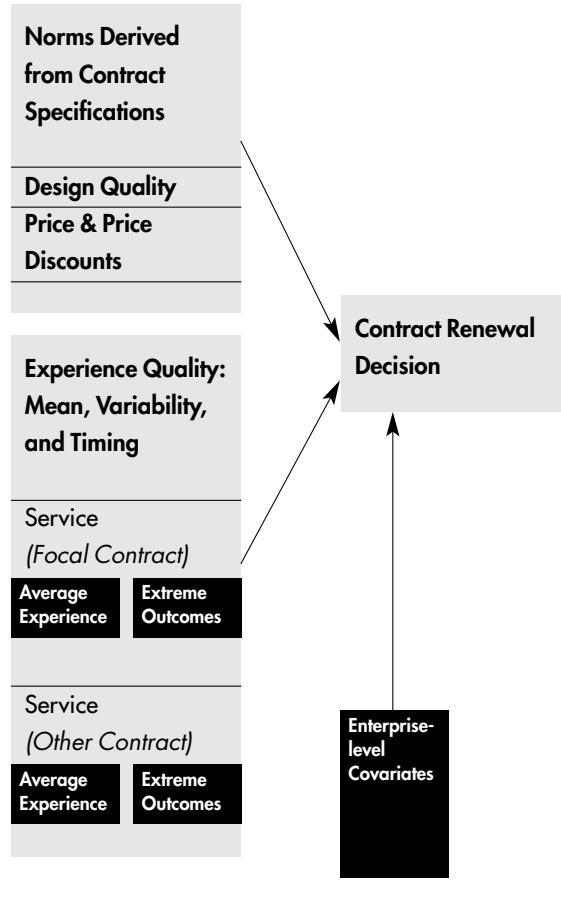 Norms Derived
from Contract
Specifications
Design Quality
Price & Price
Discounts
Experience Quality:
Mean, Variability,
and Timing
Service
(Focal Contract)
Average
Experience
Extreme
Outcomes
Service
(Other Contract)
Average
Experience
Extreme
Outcomes
Contract Renewal
Decision
Enterprise-
level
Covariates